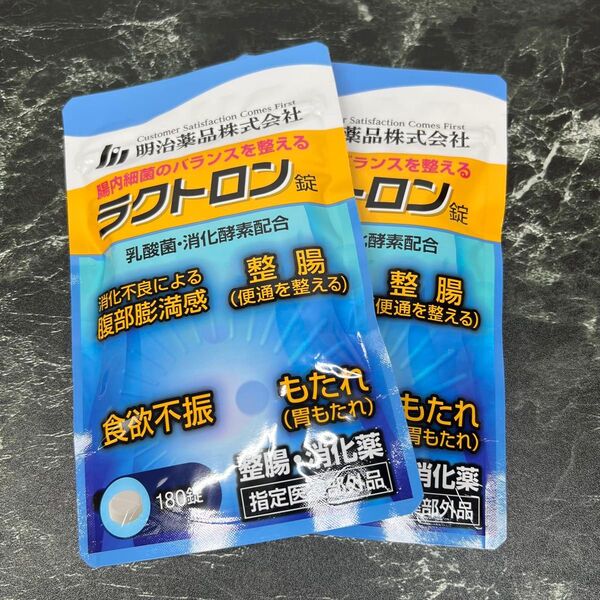 Customer Satisfaction Comes First
明治薬品株式会社
腸内細菌のバランスを整える
ラクトロン錠
乳酸菌・消化酵素配合
消化不良による
腹部膨満感
整腸
(便通を整える)
食欲不振
もたれ
(胃もたれ)
180錠
整腸・消化薬
指定医 部外品
Satisfaction Comes First
薬品株式会社
バランスを整える
トロン錠
酵素配合
整腸
(便通を整える)
もたれ
(胃もたれ)
消化薬
部外品